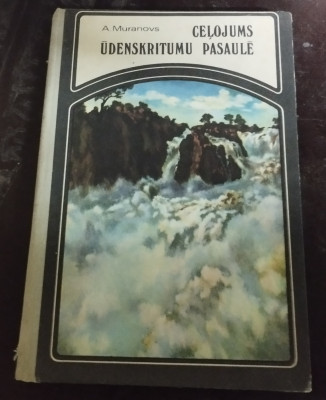 A Muranovs
CEĻOJUMS
ŪDENSKRITUMU PASAULĒ